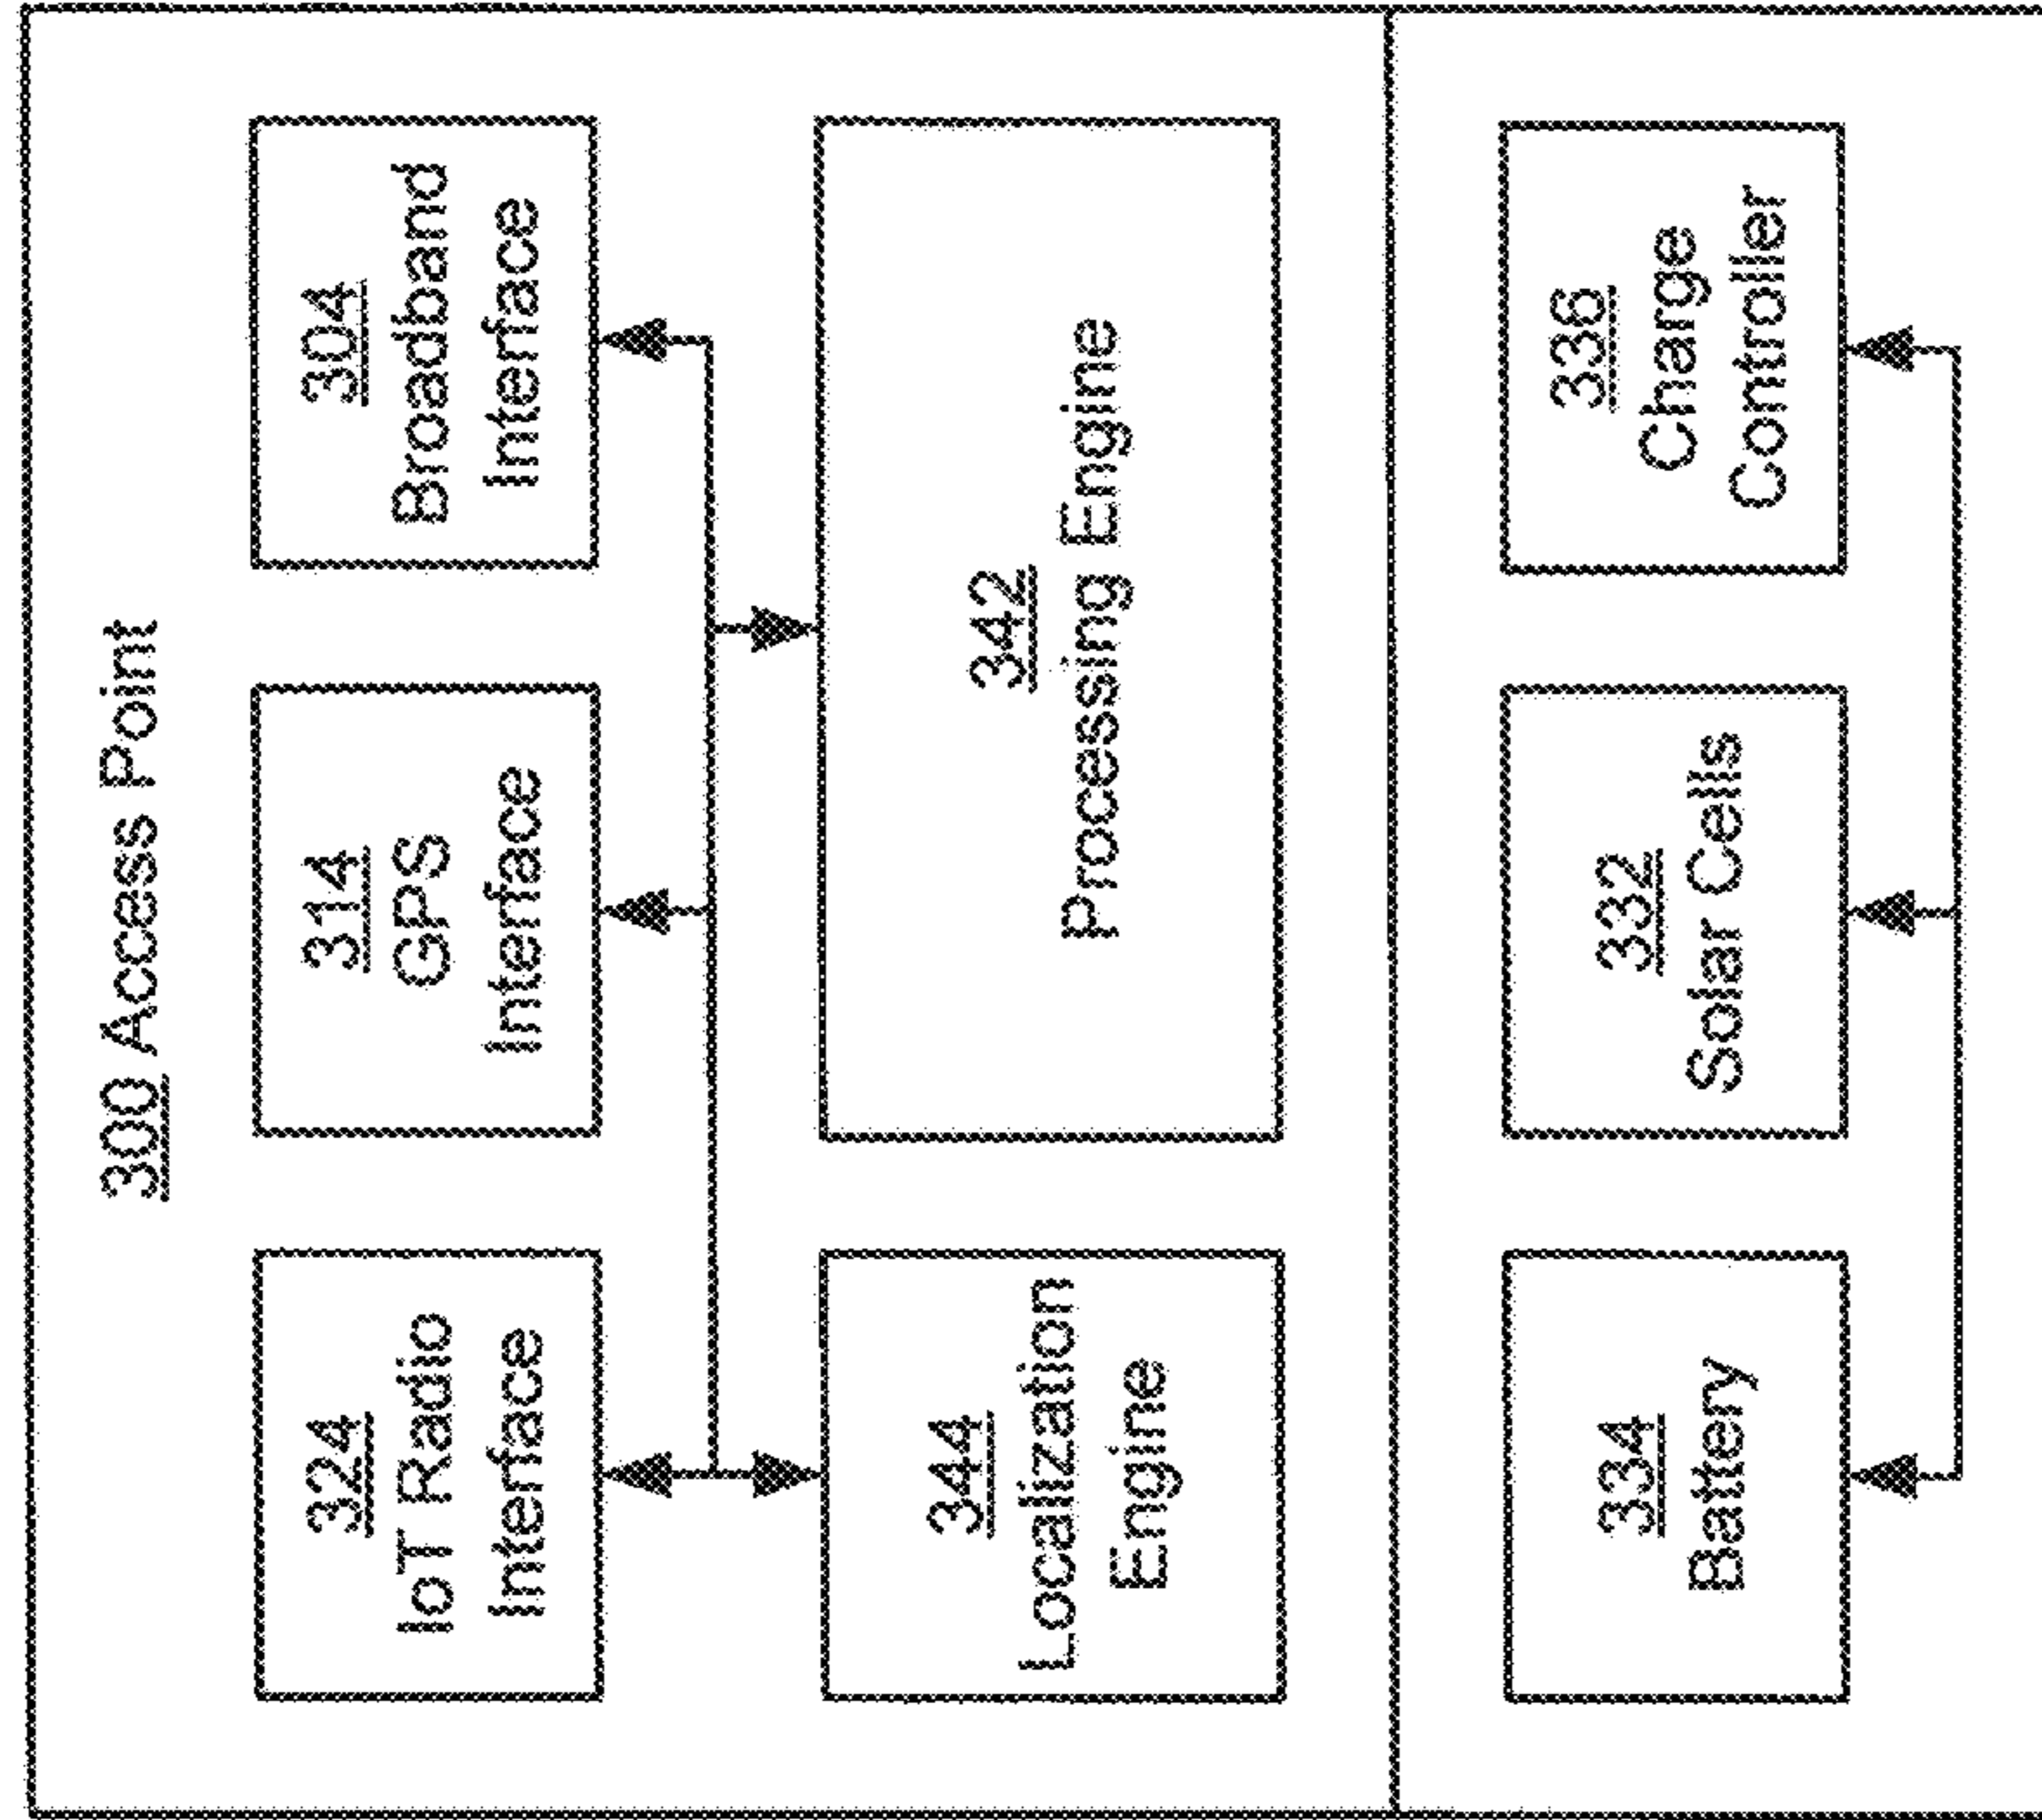 300 Access Point
324
IoT Radio
Interface
314
GPS
Interface
304
Broadband
Interface
344
Localization
Engine
342
Processing Engine
334
Battery
332
Solar Cells
336
Charge
Controller